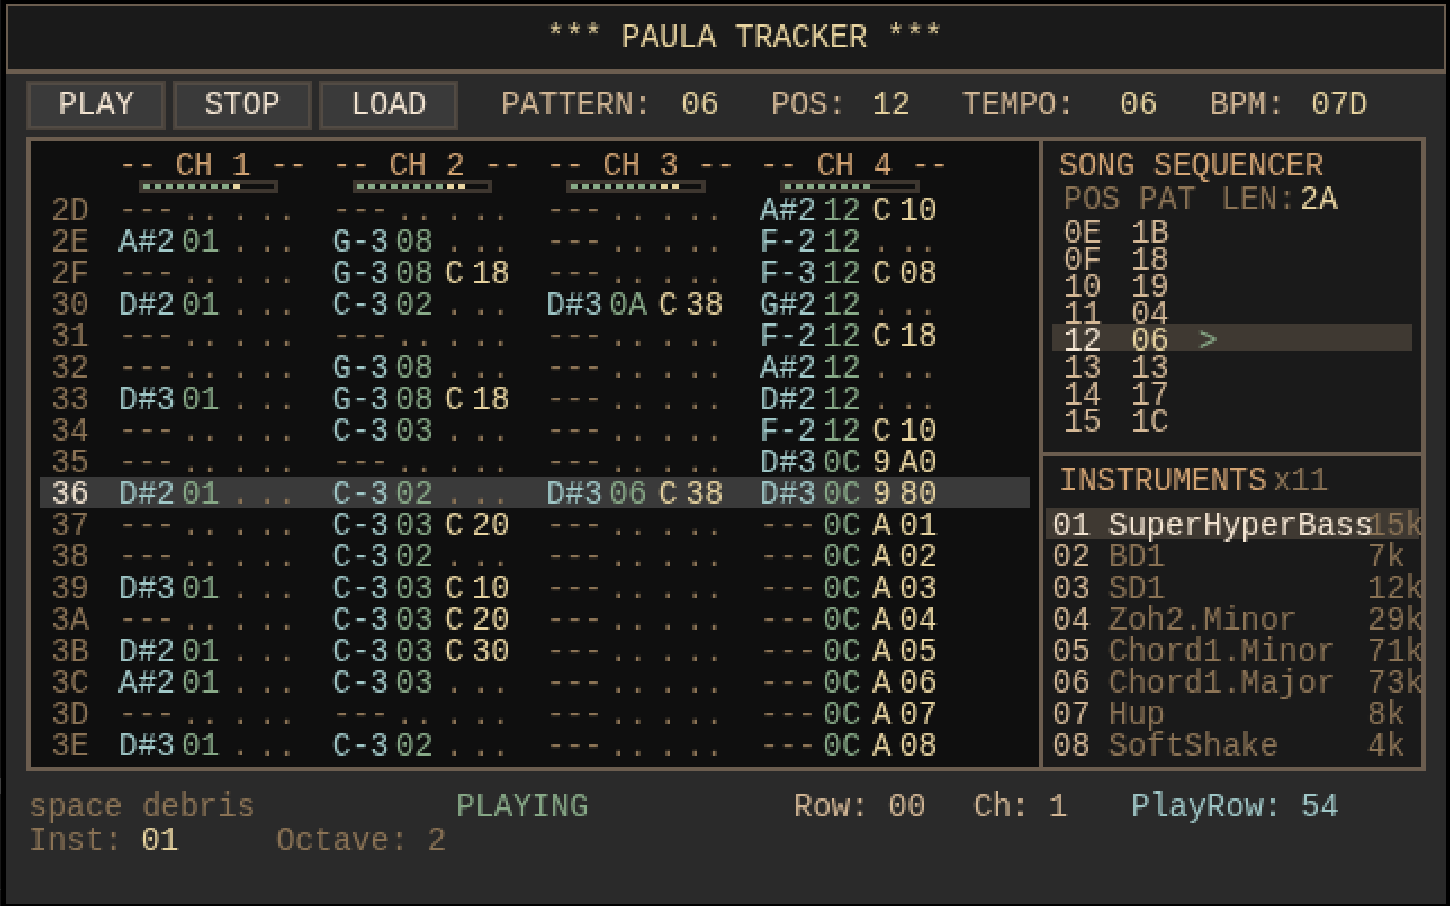 *** PAULA TRACKER ***
PLAY STOP LOAD PATTERN: 06 POS: 12 TEMPO: 06 BPM: 07D
-- CH 1 -- -- CH 2 -- -- CH 3 -- -- CH 4 --
2D --- .. . .. --- .. . .. --- .. . .. A#2 12 C 10
2E A#2 01 . .. G-3 08 . .. --- .. . .. F-2 12 . ..
2F --- .. . .. G-3 08 C 18 --- .. . .. F-3 12 C 08
30 D#2 01 . .. C-3 02 . .. D#3 0A C 38 G#2 12 . ..
31 --- .. . .. --- .. . .. --- .. . .. F-2 12 C 18
32 --- .. . .. G-3 08 . .. --- .. . .. A#2 12 . ..
33 D#3 01 . .. G-3 08 C 18 --- .. . .. D#2 12 . ..
34 --- .. . .. C-3 03 . .. --- .. . .. F-2 12 C 10
35 --- .. . .. --- .. . .. --- .. . .. D#3 0C 9 A0
36 D#2 01 . .. C-3 02 . .. D#3 06 C 38 D#3 0C 9 80
37 --- .. . .. C-3 03 C 20 --- .. . .. --- 0C A 01
38 --- .. . .. C-3 02 . .. --- .. . .. --- 0C A 02
39 D#3 01 . .. C-3 03 C 10 --- .. . .. --- 0C A 03
3A --- .. . .. C-3 03 C 20 --- .. . .. --- 0C A 04
3B D#2 01 . .. C-3 03 C 30 --- .. . .. --- 0C A 05
3C A#2 01 . .. C-3 03 . .. --- .. . .. --- 0C A 06
3D --- .. . .. --- .. . .. --- .. . .. --- 0C A 07
3E D#3 01 . .. C-3 02 . .. --- .. . .. --- 0C A 08
SONG SEQUENCER
POS PAT LEN:2A
0E 1B
0F 18
10 19
11 04
12 06 >
13 13
14 17
15 1C
INSTRUMENTS x11
01 SuperHyperBass 15k
02 BD1 7k
03 SD1 12k
04 Zoh2.Minor 29k
05 Chord1.Minor 71k
06 Chord1.Major 73k
07 Hup 8k
08 SoftShake 4k
space debris PLAYING Row: 00 Ch: 1 PlayRow: 54
Inst: 01 Octave: 2